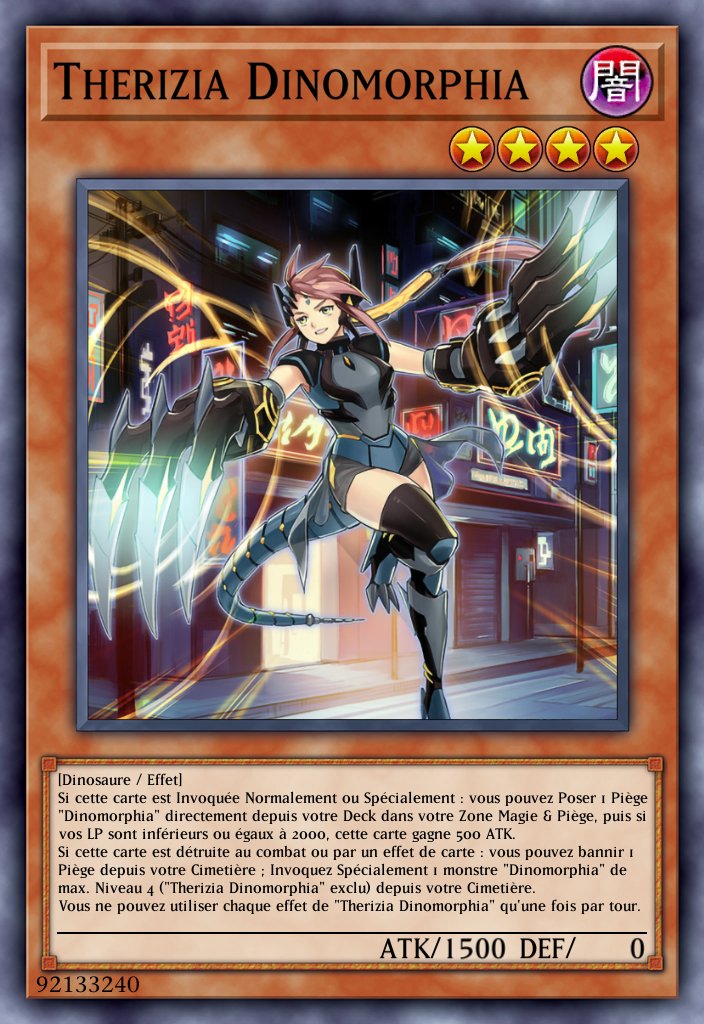 Therizia Dinomorphia
闇
[Dinosaure / Effet]
Si cette carte est Invoquée Normalement ou Spécialement : vous pouvez Poser 1 Piège
"Dinomorphia" directement depuis votre Deck dans votre Zone Magie & Piège, puis si
vos LP sont inférieurs ou égaux à 2000, cette carte gagne 500 ATK.
Si cette carte est détruite au combat ou par un effet de carte : vous pouvez bannir 1
Piège depuis votre Cimetière ; Invoquez Spécialement 1 monstre "Dinomorphia" de
max. Niveau 4 ("Therizia Dinomorphia" exclu) depuis votre Cimetière.
Vous ne pouvez utiliser chaque effet de "Therizia Dinomorphia" qu'une fois par tour.
ATK/1500 DEF/ 0
92133240